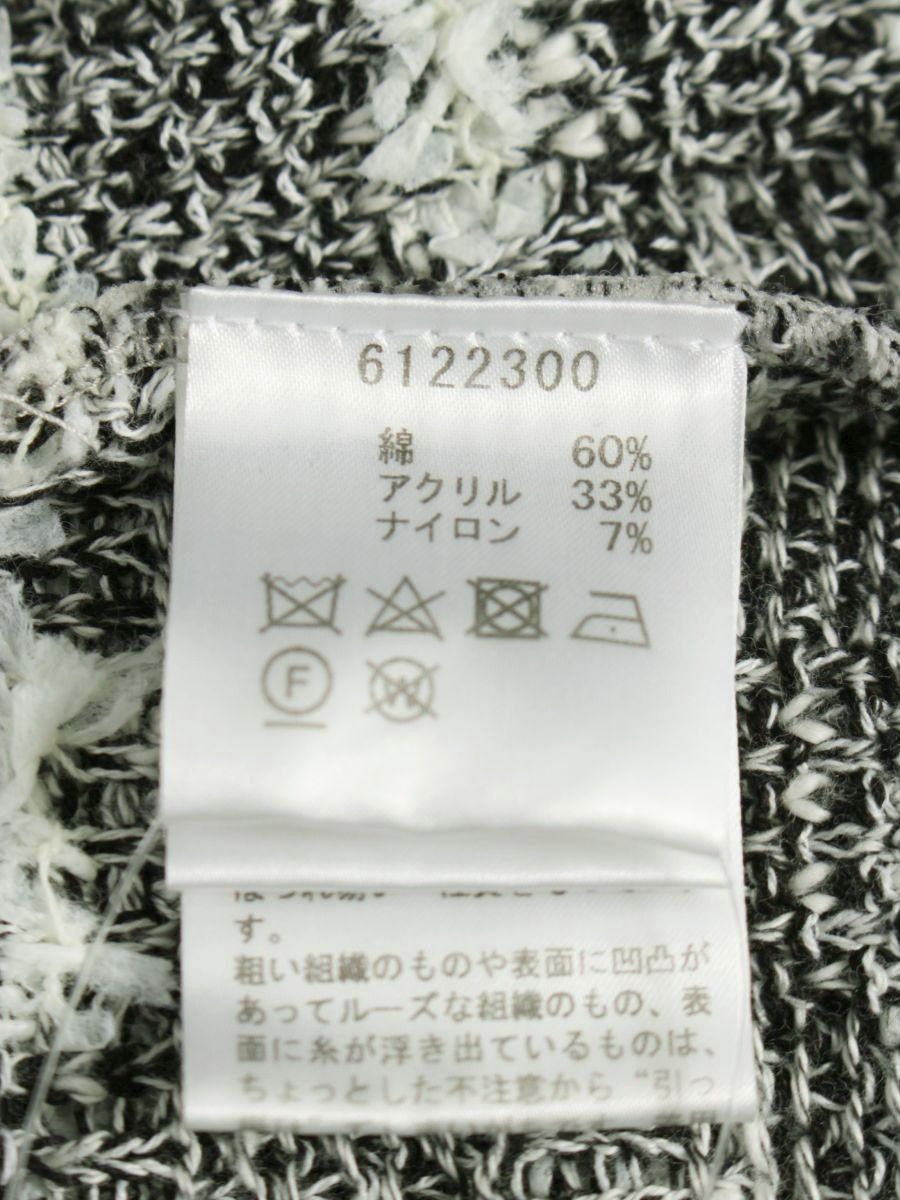 6122300
綿 60%
アクリル 33%
ナイロン 7%
F
W
す。
粗い組織のものや表面に凹凸が
あってルーズな組織のもの、表
面に糸が浮き出ているものは、
ちょっとした不注意から“引っ